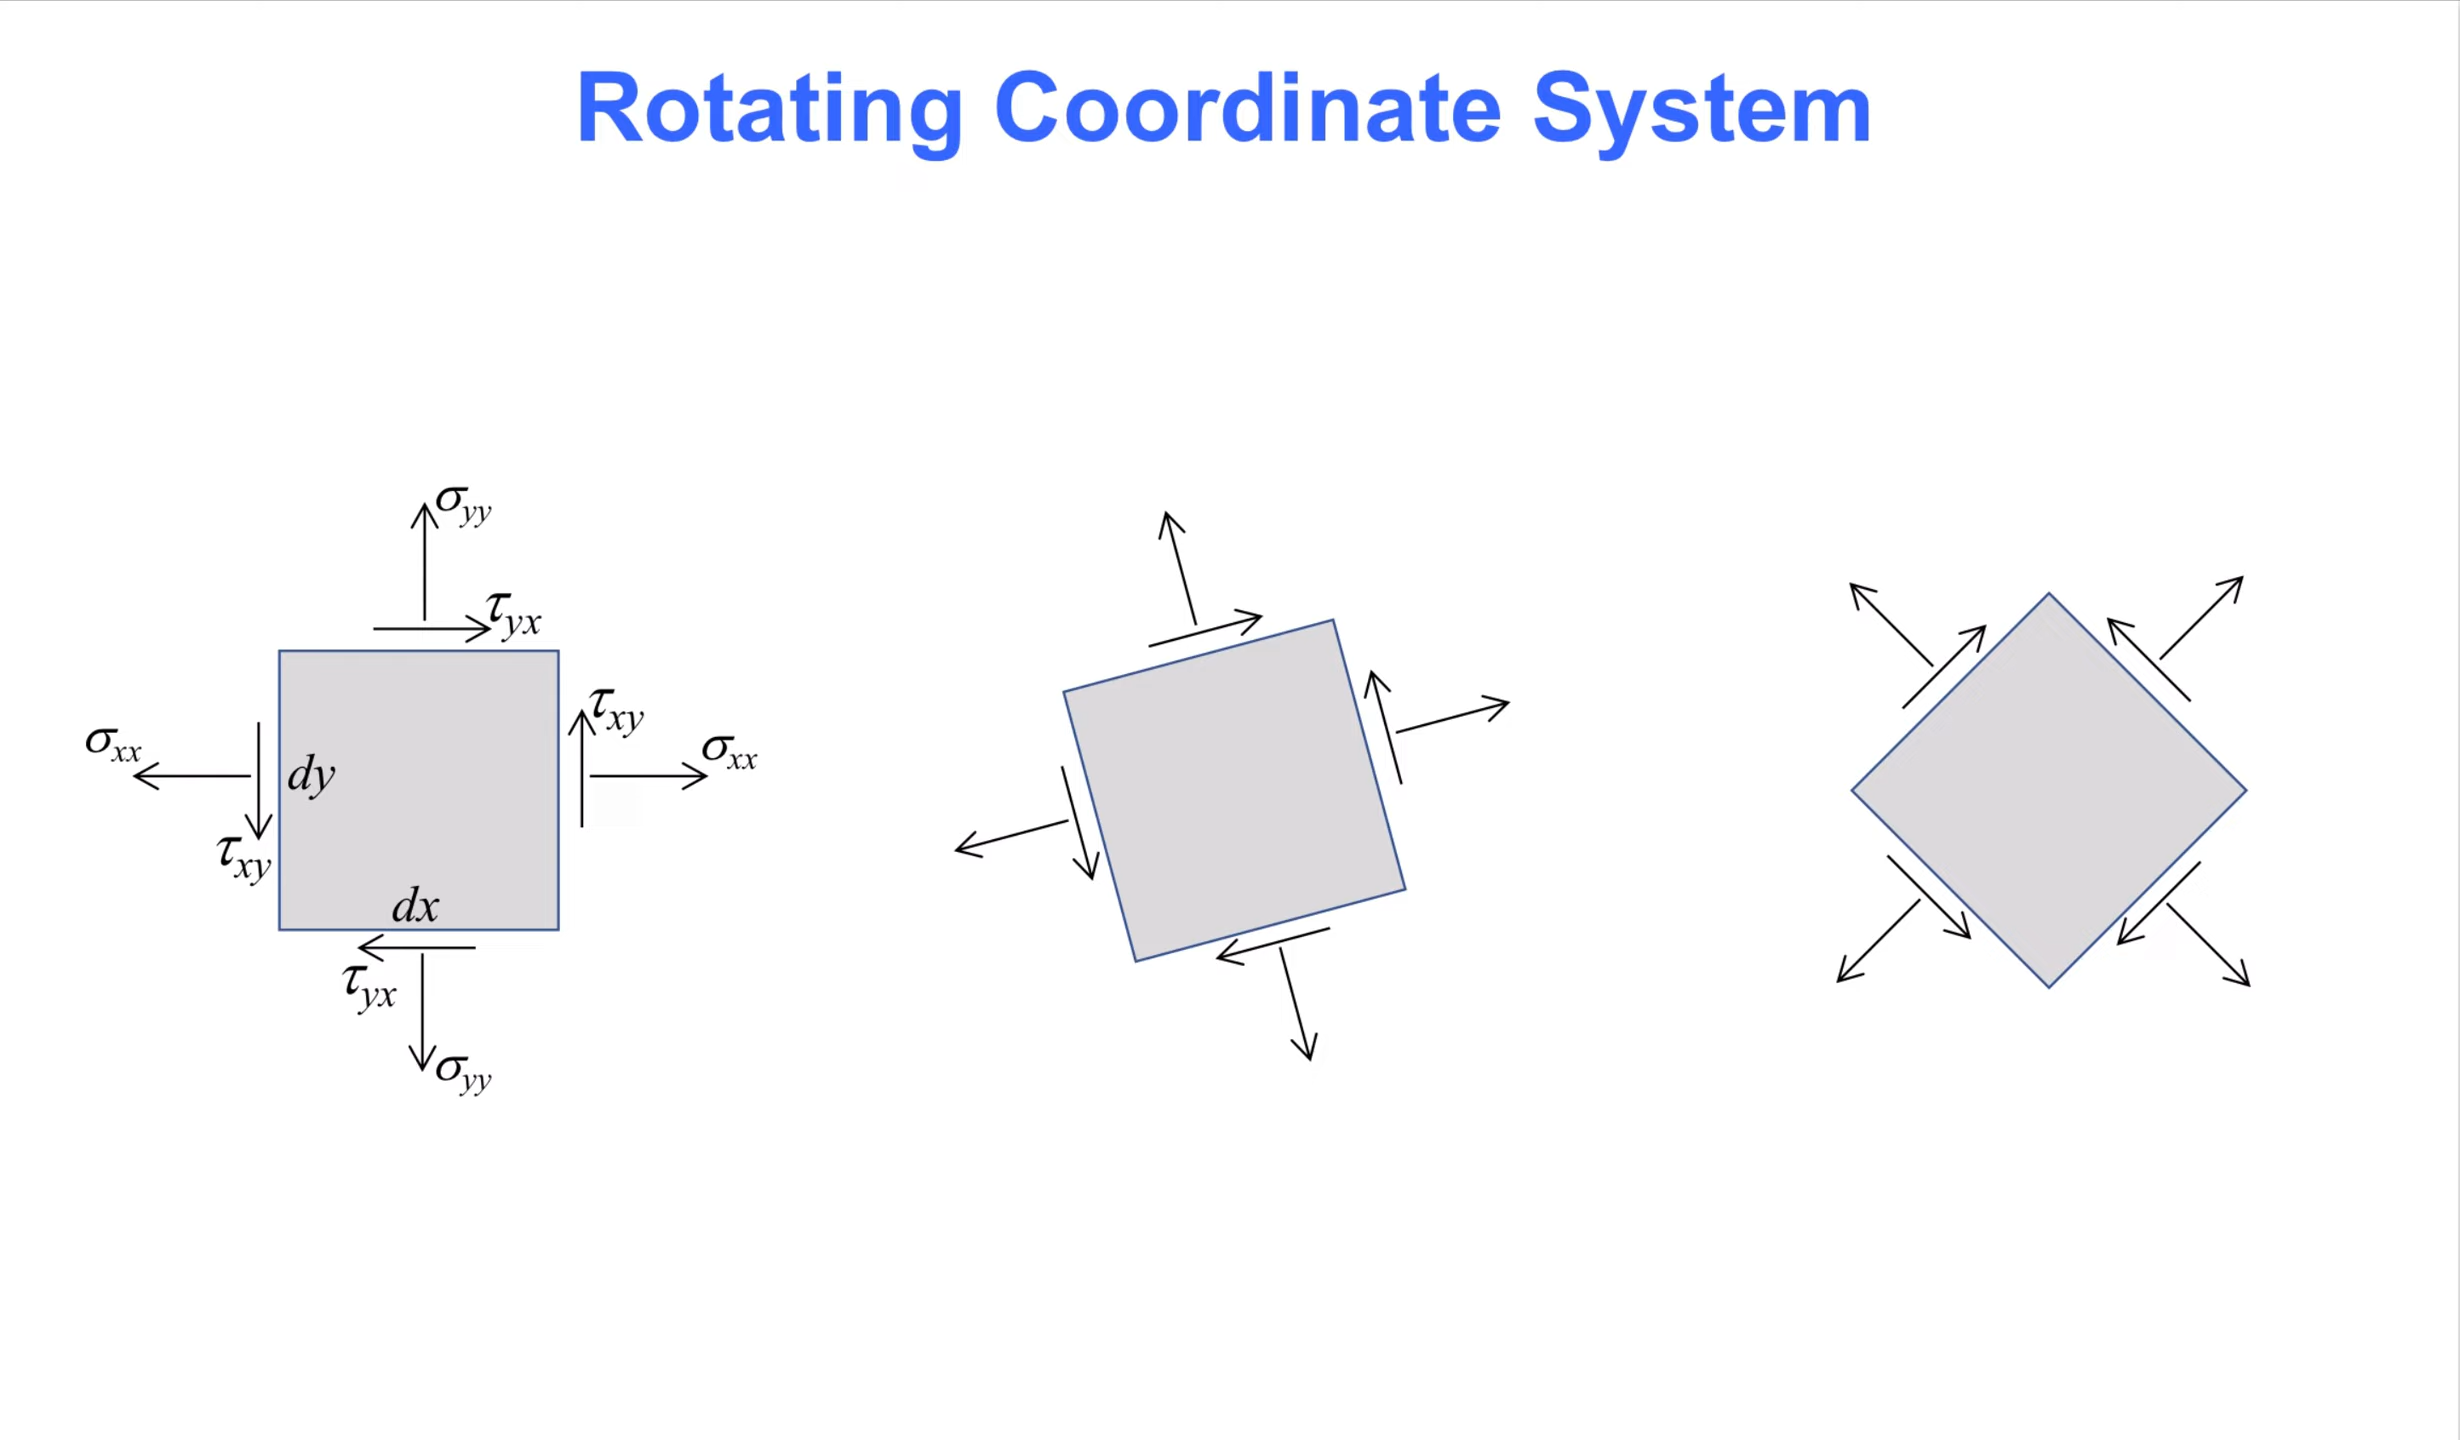 Rotating Coordinate System
σyy
τyx
τxy
σxx
σxx
dy
τxy
dx
τyx
σyy